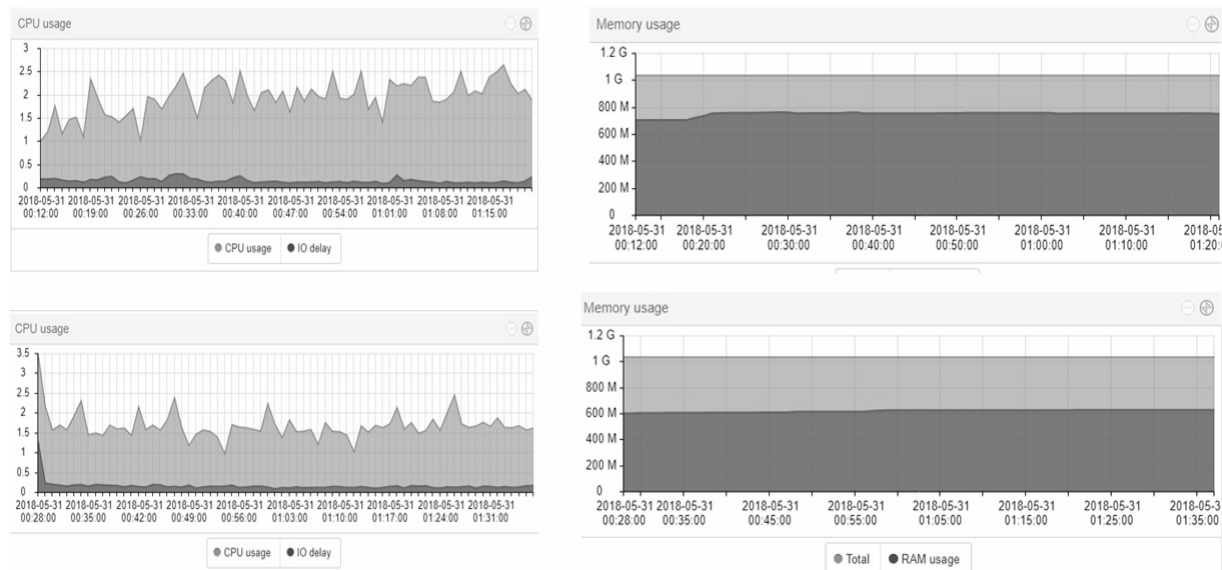 CPU usage
3
2.5
2
1.5
1
0.5
0
2018-05-31 2018-05-31 2018-05-31 2018-05-31 2018-05-31 2018-05-31 2018-05-31 2018-05-31 2018-05-31 2018-05-31
00:12:00 00:19:00 00:26:00 00:33:00 00:40:00 00:47:00 00:54:00 01:01:00 01:08:00 01:15:00
CPU usage IO delay
Memory usage
1.2 G
1 G
800 M
600 M
400 M
200 M
0
2018-05-31 2018-05-31 2018-05-31 2018-05-31 2018-05-31 2018-05-31 2018-05-31 2018-05
00:12:00 00:20:00 00:30:00 00:40:00 00:50:00 01:00:00 01:10:00 01:20:
CPU usage
3.5
3
2.5
2
1.5
1
0.5
0
2018-05-31 2018-05-31 2018-05-31 2018-05-31 2018-05-31 2018-05-31 2018-05-31 2018-05-31 2018-05-31 2018-05-31
00:28:00 00:35:00 00:42:00 00:49:00 00:56:00 01:03:00 01:10:00 01:17:00 01:24:00 01:31:00
CPU usage IO delay
Memory usage
1.2 G
1 G
800 M
600 M
400 M
200 M
0
2018-05-31 2018-05-31 2018-05-31 2018-05-31 2018-05-31 2018-05-31 2018-05-31 2018-05-3
00:28:00 00:35:00 00:45:00 00:55:00 01:05:00 01:15:00 01:25:00 01:35:00
Total RAM usage